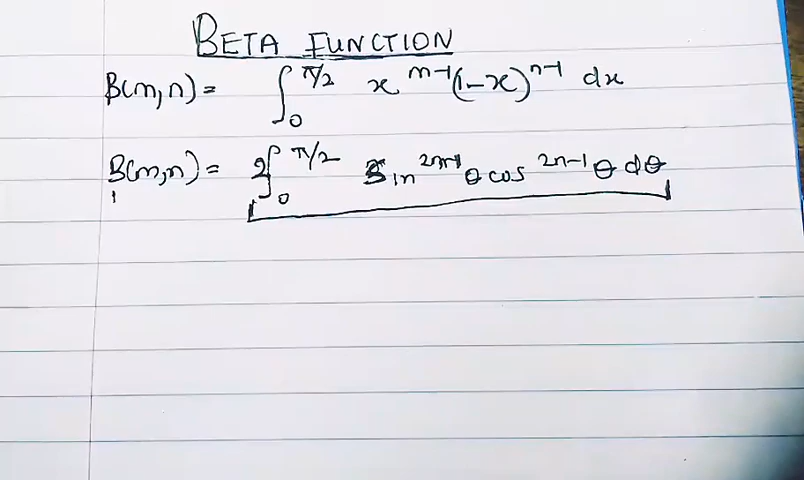 BETA FUNCTION
B(m,n) = ∫₀^π/2 x^m-1 (1-x)^n-1 dx
B(m,n) = 2∫₀^π/2 sin^2m-1 θ cos^2n-1 θ dθ